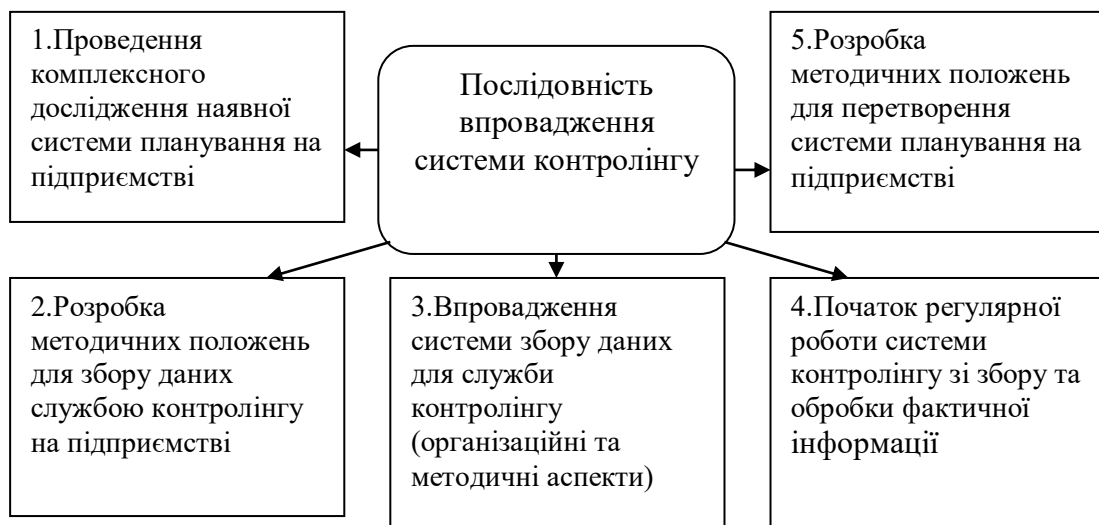 1.Проведення
комплексного
дослідження наявної
системи планування на
підприємстві
Послідовність
впровадження
системи контролінгу
5.Розробка
методичних положень
для перетворення
системи планування на
підприємстві
2.Розробка
методичних положень
для збору даних
службою контролінгу
на підприємстві
3.Впровадження
системи збору даних
для служби
контролінгу
(організаційні та
методичні аспекти)
4.Початок регулярної
роботи системи
контролінгу зі збору та
обробки фактичної
інформації